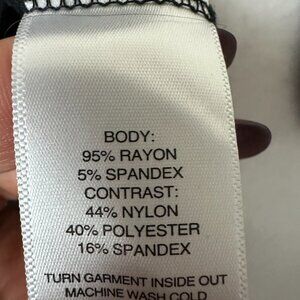 BODY:
95% RAYON
5% SPANDEX
CONTRAST:
44% NYLON
40% POLYESTER
16% SPANDEX
TURN GARMENT INSIDE OUT
MACHINE WASH COLD